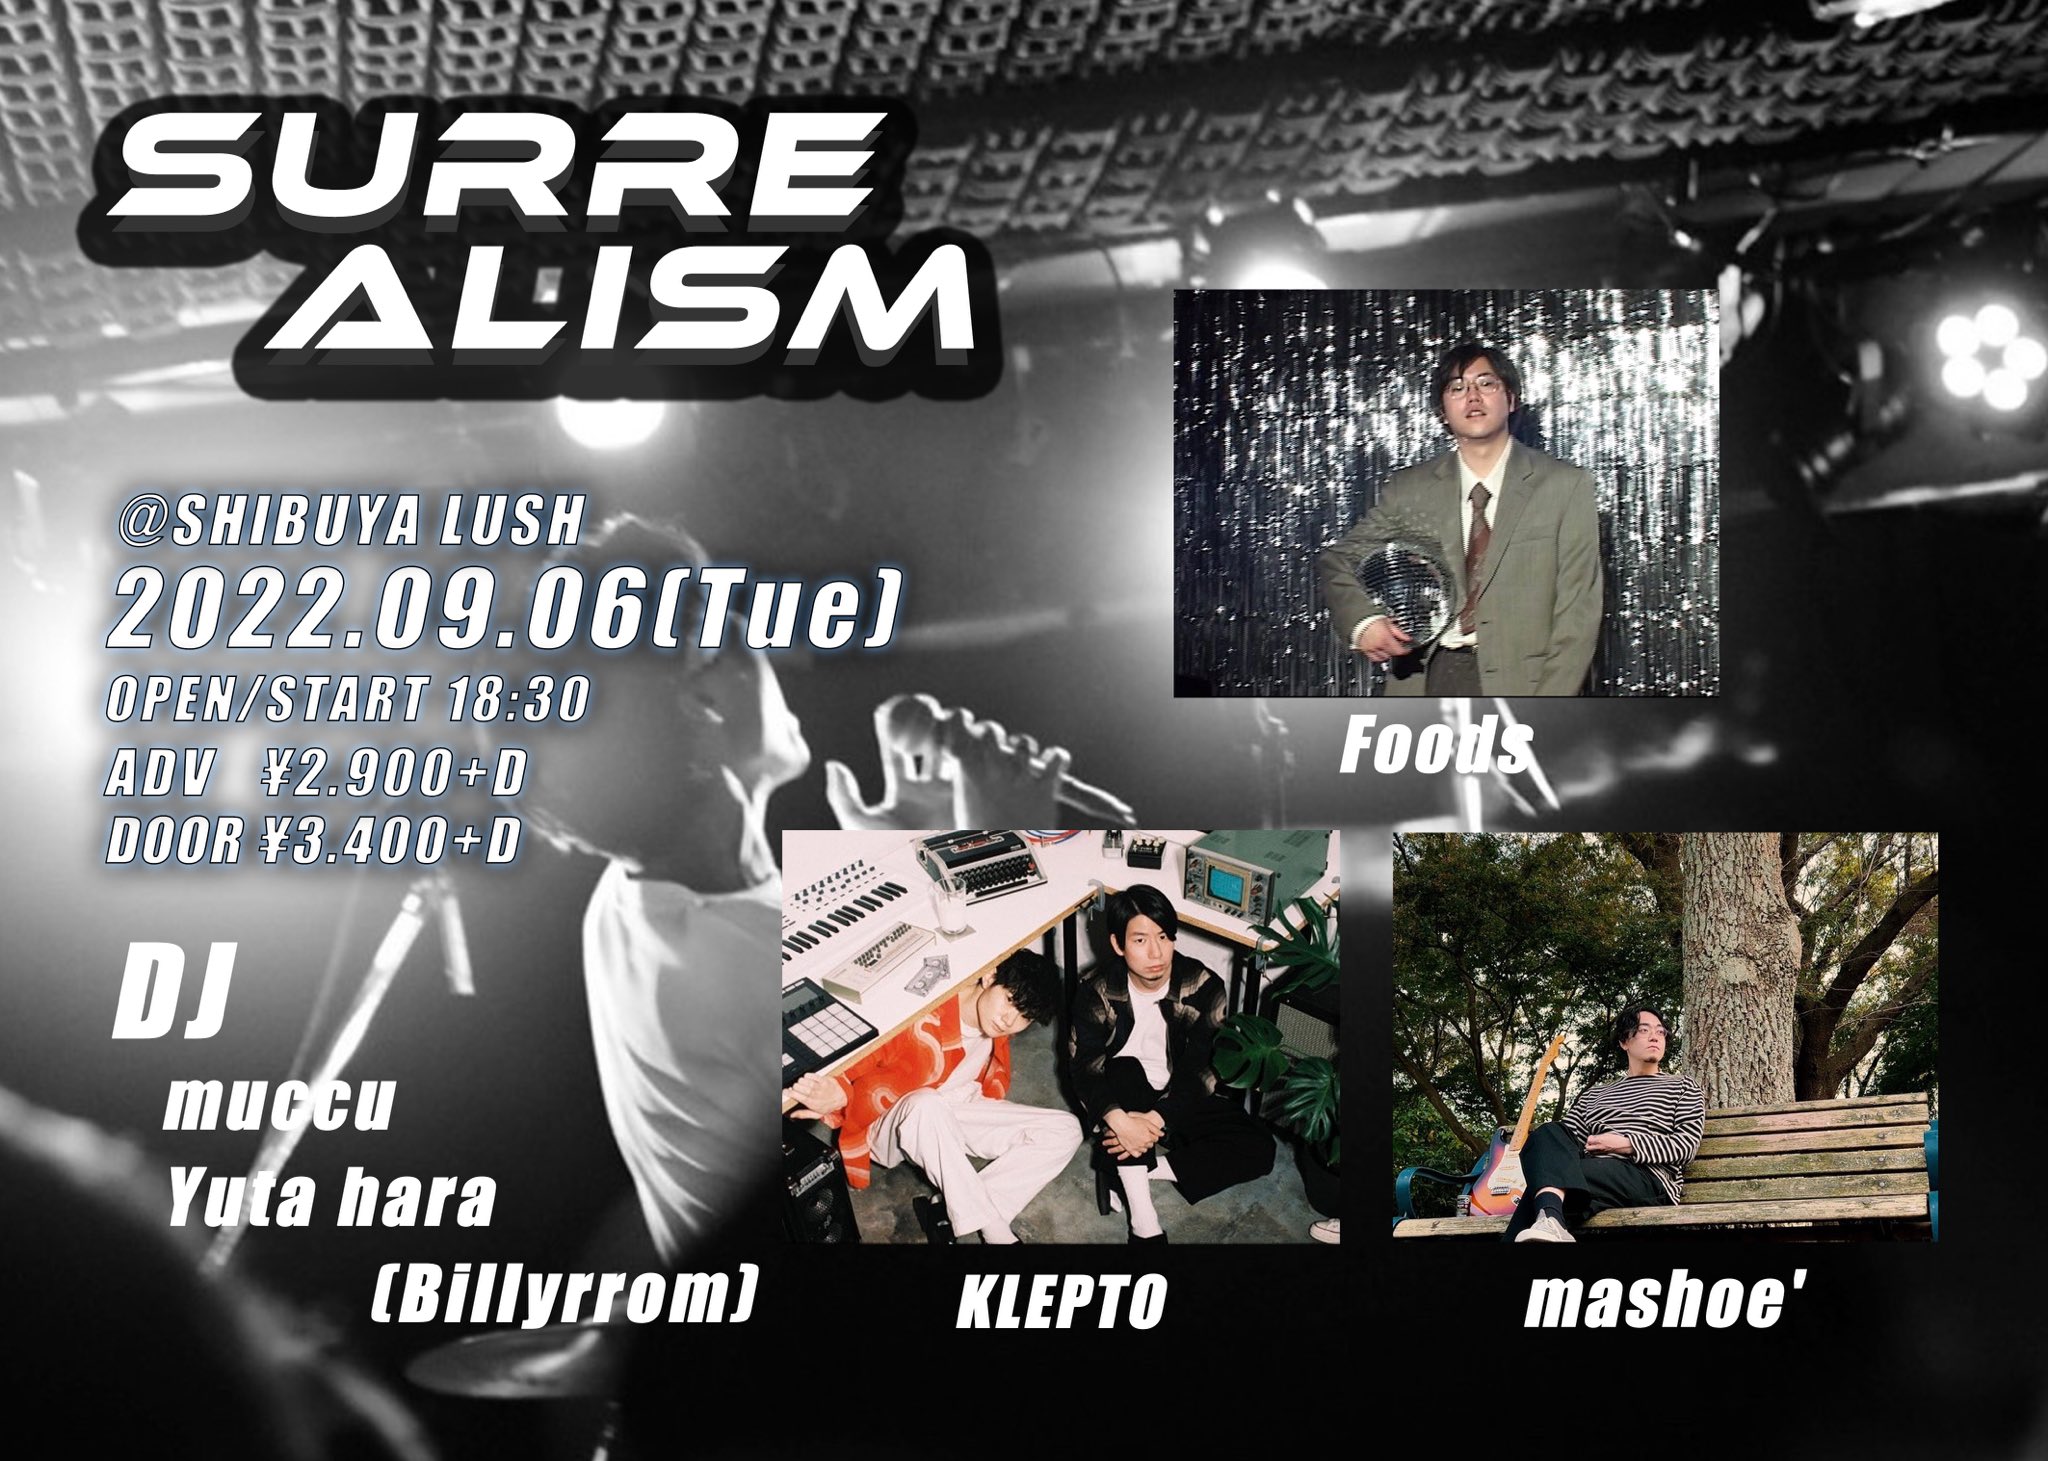 SURRE
ALISM
@SHIBUYA LUSH
2022.09.06(Tue)
OPEN/START 18:30
ADV ¥2.900+D
DOOR ¥3.400+D
DJ
muccu
Yuta hara
(Billyrrom)
Foods
KLEPTO
mashoe'